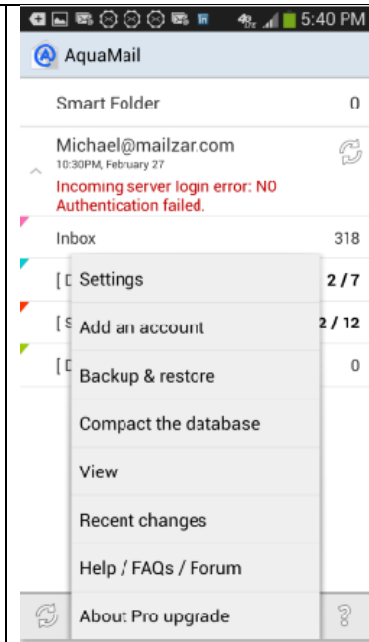 5:40 PM
AquaMail
Smart Folder 0
Michael@mailzar.com
10:30PM, February 27
Incoming server login error: NO
Authentication failed.
Inbox 318
[ D 2 / 7
[ S 2 / 12
[ D 0
Settings
Add an account
Backup & restore
Compact the database
View
Recent changes
Help / FAQs / Forum
About Pro upgrade
?